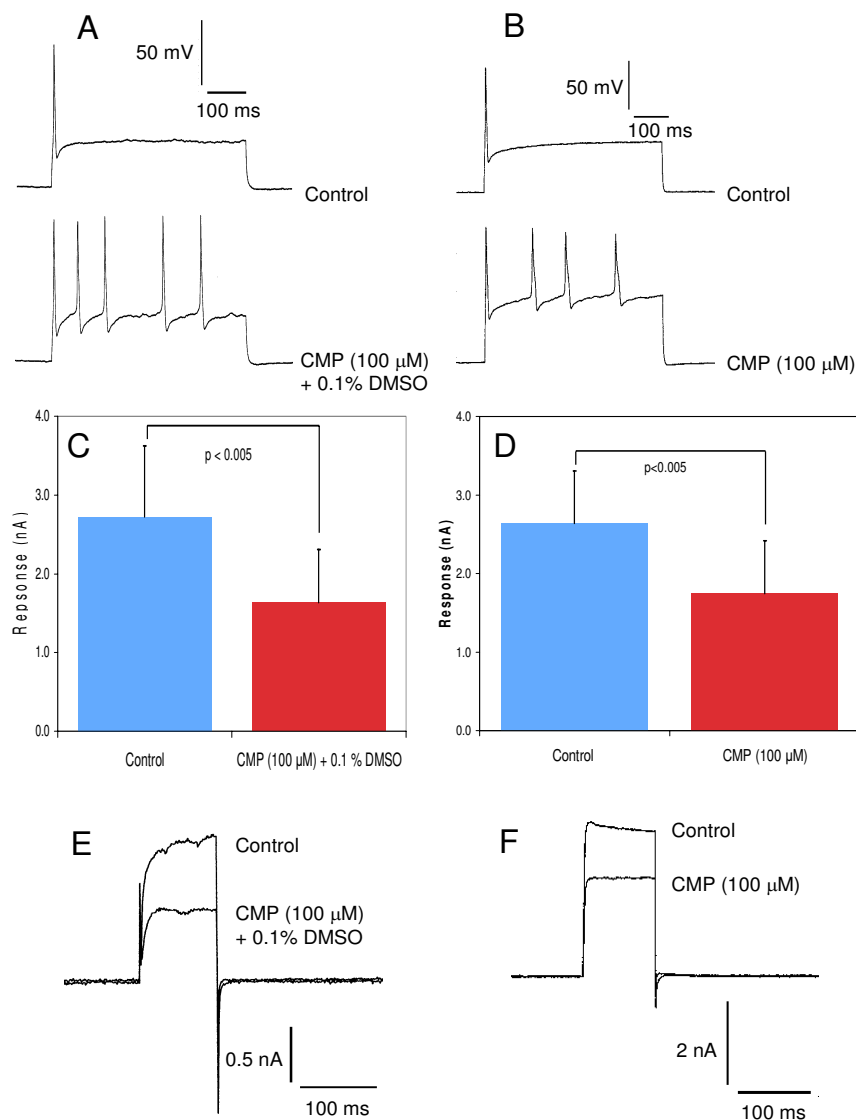 A
50 mV
100 ms
Control
CMP (100 μM)
+ 0.1% DMSO
B
50 mV
100 ms
Control
CMP (100 μM)
C
4.0
3.0
2.0
1.0
0.0
Repsonse (nA)
p < 0.005
Control
CMP (100 µM) + 0.1 % DMSO
D
4.0
3.0
2.0
1.0
0.0
Response (nA)
p<0.005
Control
CMP (100 µM)
E
Control
CMP (100 μM)
+ 0.1% DMSO
0.5 nA
100 ms
F
Control
CMP (100 μM)
2 nA
100 ms